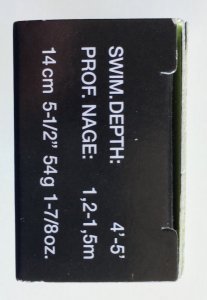 SWIM.DEPTH: 4'-5'
PROF. NAGE: 1,2-1,5m
14cm 5-1/2” 54g 1-7/8oz.